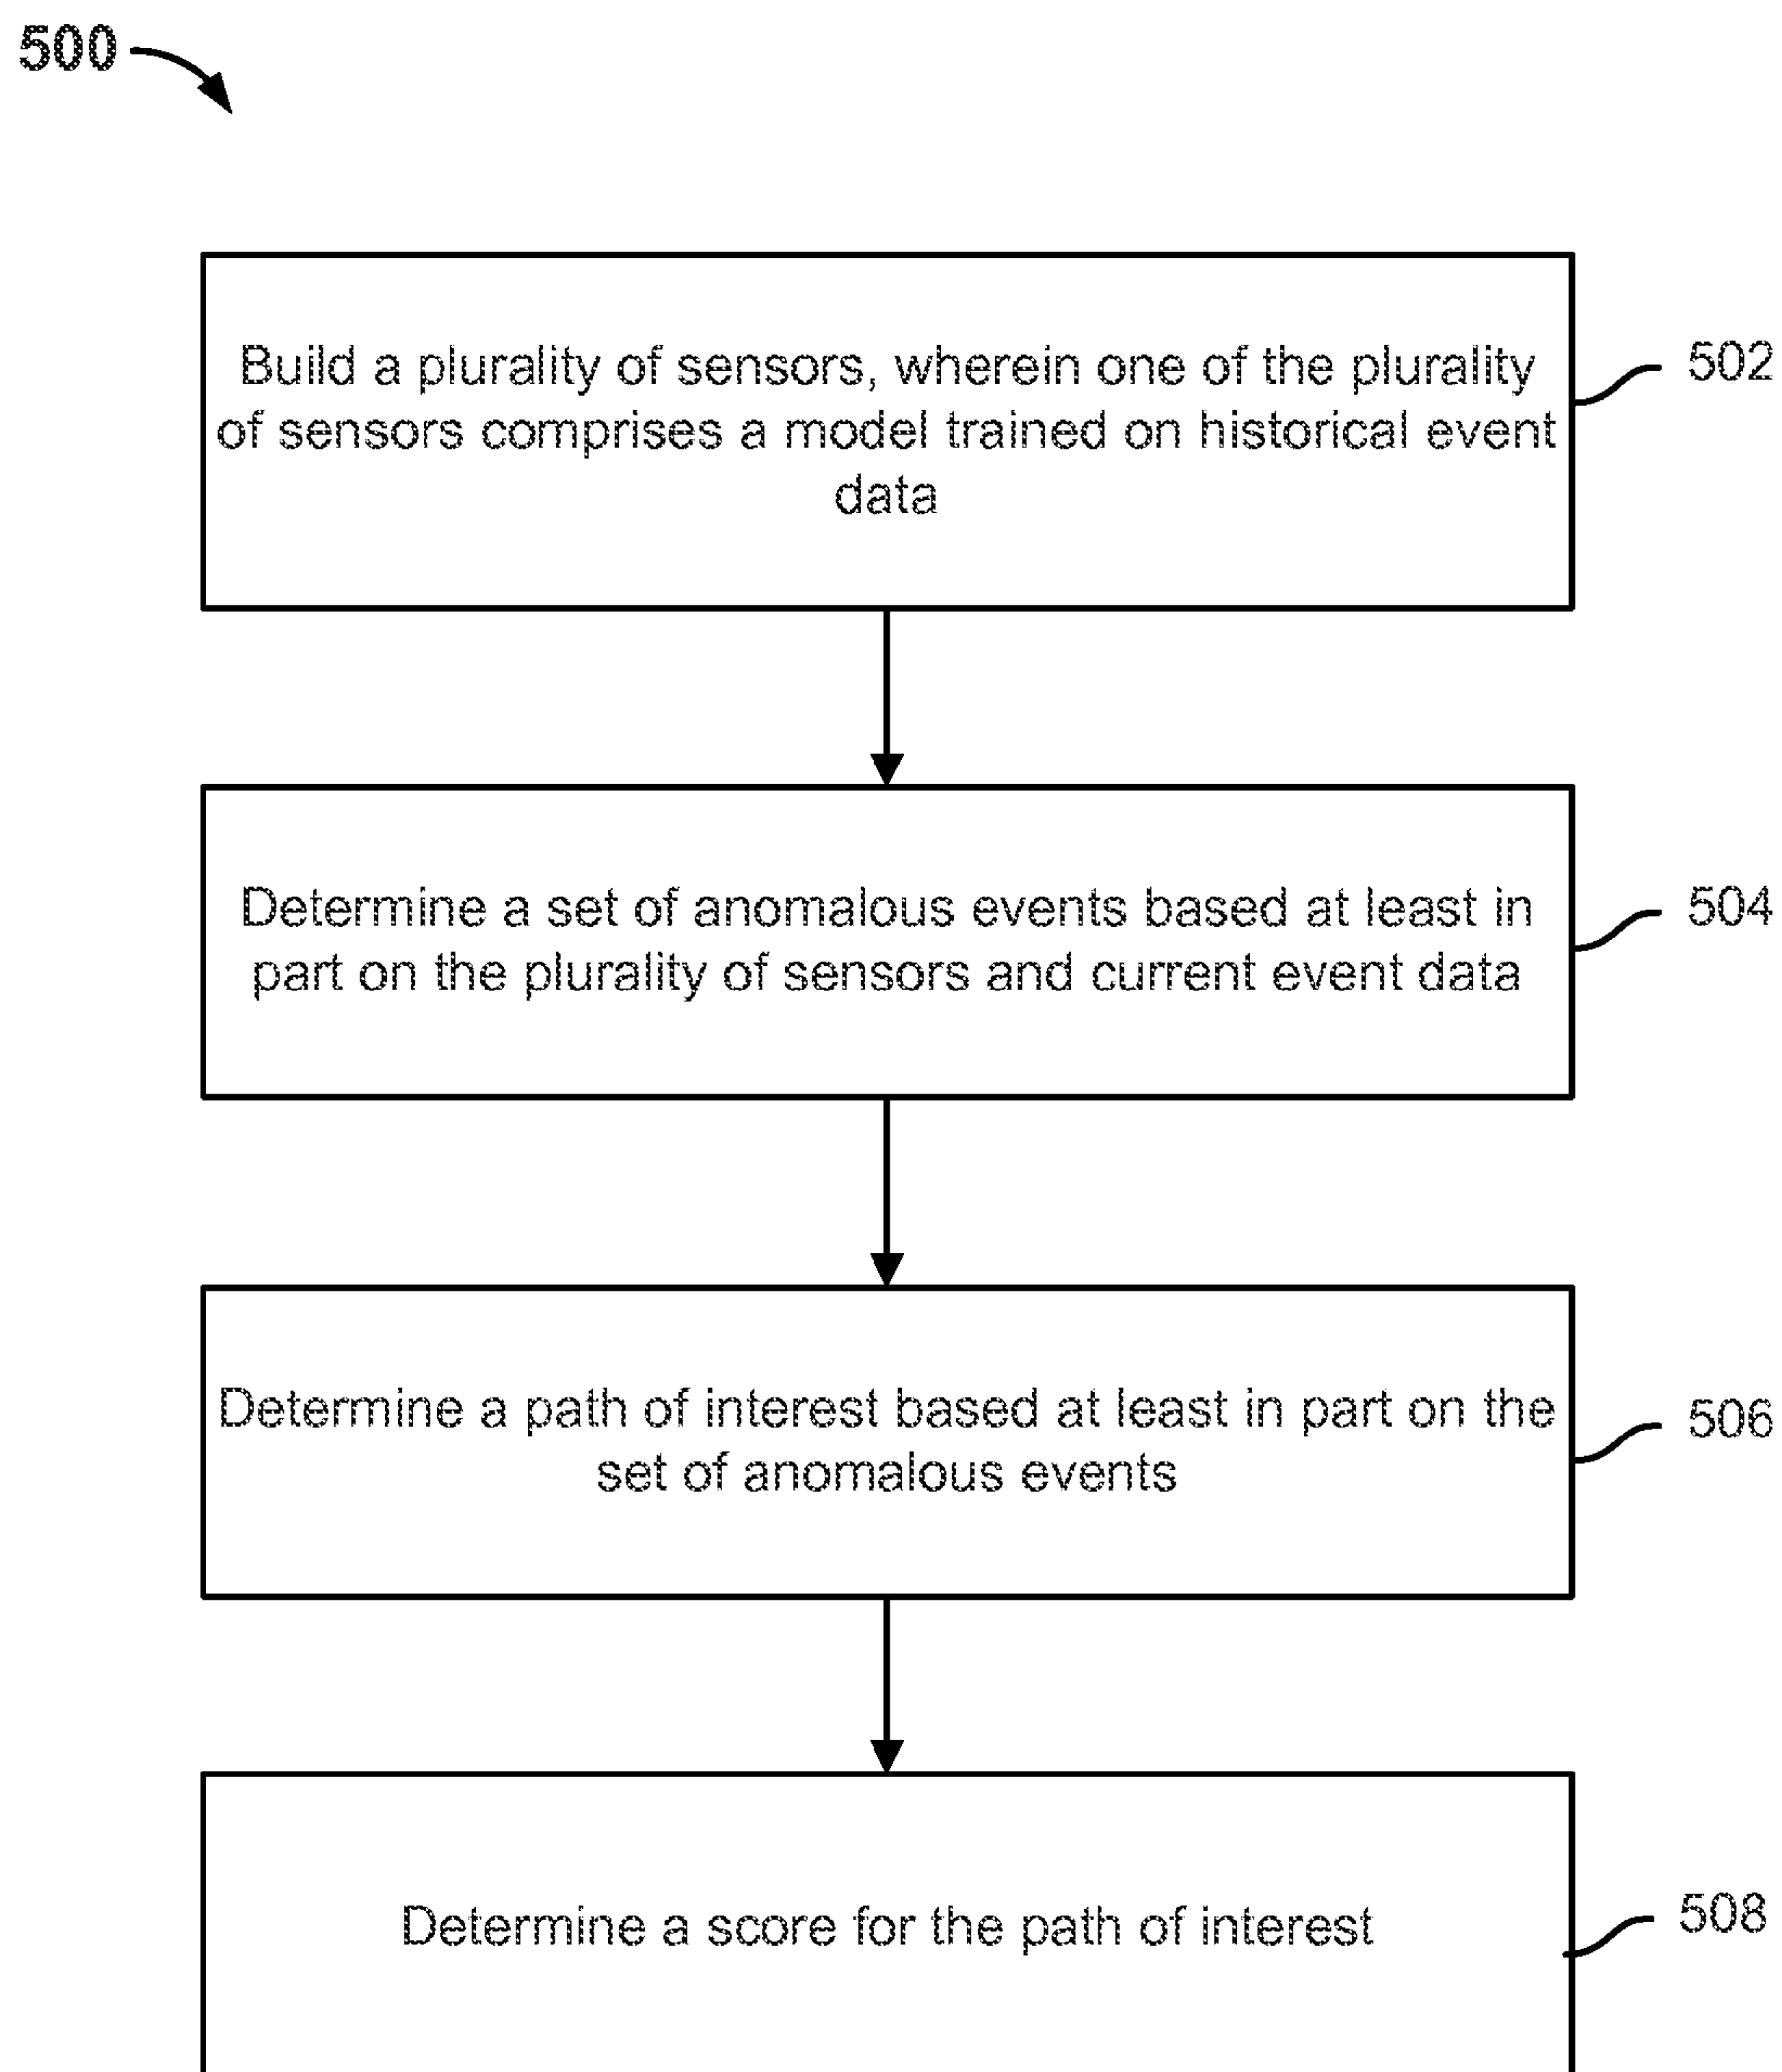 500
Build a plurality of sensors, wherein one of the plurality
of sensors comprises a model trained on historical event
data
502
Determine a set of anomalous events based at least in
part on the plurality of sensors and current event data
504
Determine a path of interest based at least in part on the
set of anomalous events
506
Determine a score for the path of interest
508